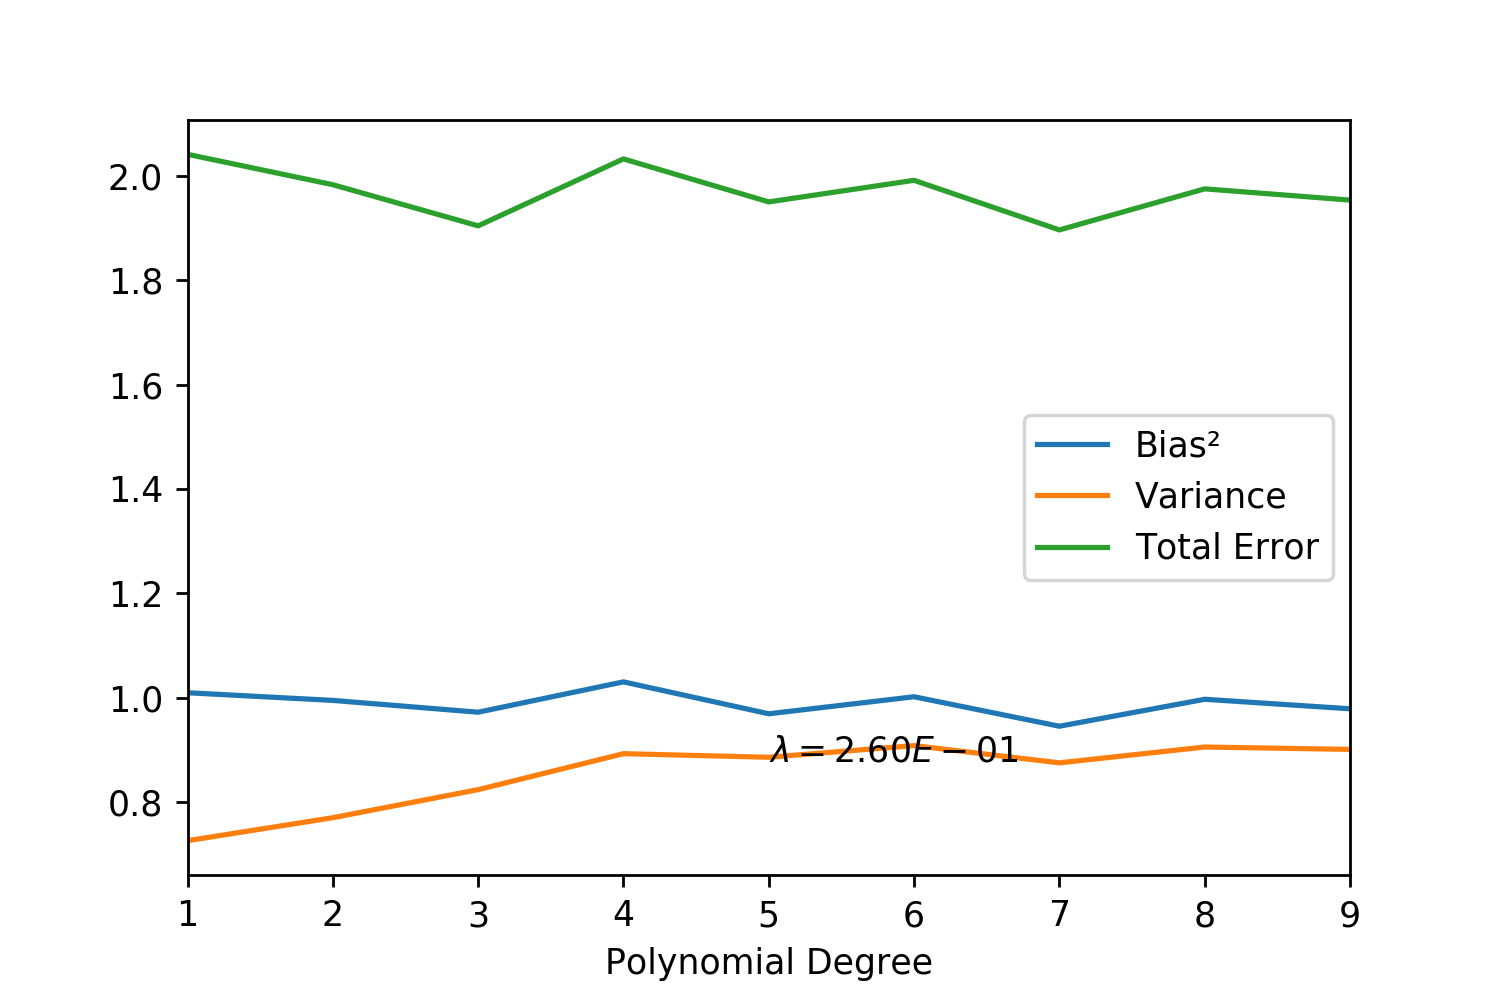 2.0
1.8
1.6
1.4
1.2
1.0
0.8
Bias²
Variance
Total Error
λ = 2.60E − 01
1 2 3 4 5 6 7 8 9
Polynomial Degree